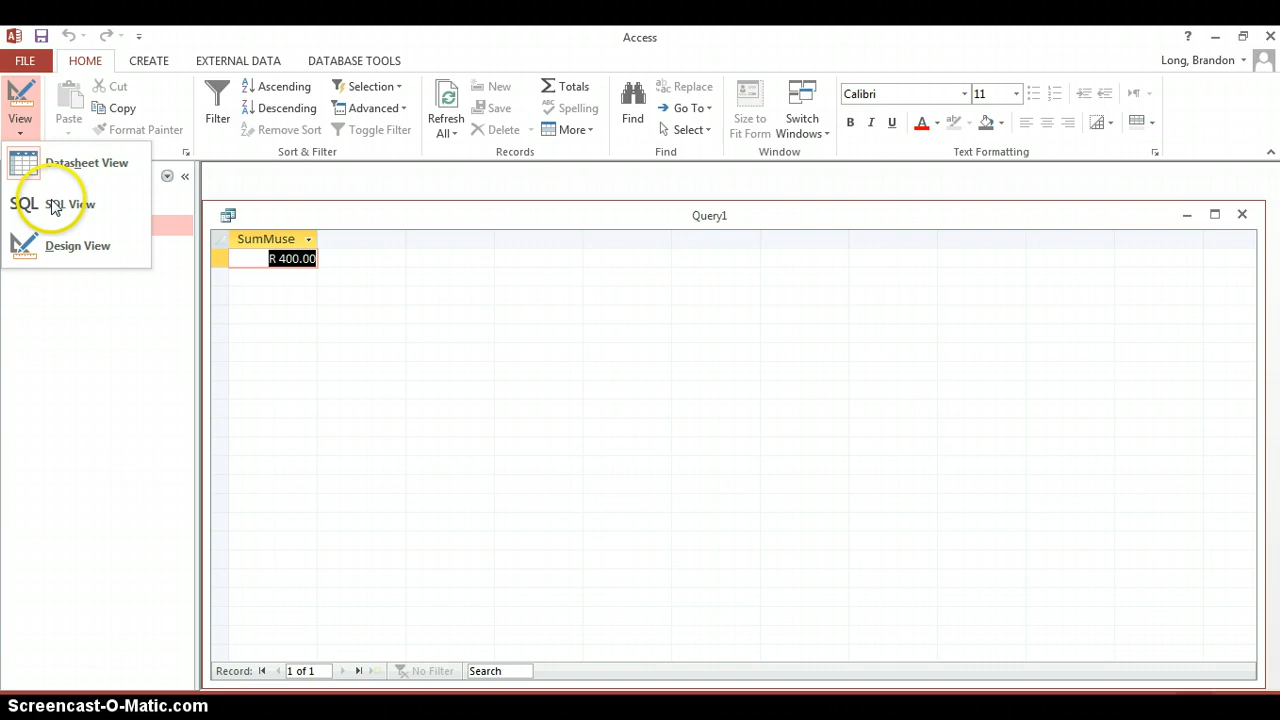 Access
FILE HOME CREATE EXTERNAL DATA DATABASE TOOLS Long, Brandon
View
Paste
Cut
Copy
Format Painter
Filter
Ascending
Descending
Remove Sort
Selection
Advanced
Toggle Filter
Sort & Filter
Refresh
All
New
Save
Delete
Totals
Spelling
More
Records
Find
Replace
Go To
Select
Find
Size to
Fit Form
Switch
Windows
Window
Calibri 11
B I U A
Text Formatting
Datasheet View
SQL SQL View
Design View
Query1
SumMuse
R 400.00
Record: 1 of 1 No Filter Search
Screencast-O-Matic.com